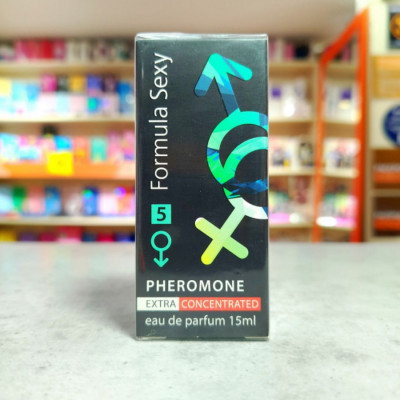 Formula Sexy
5
PHEROMONE
EXTRA CONCENTRATED
eau de parfum 15ml